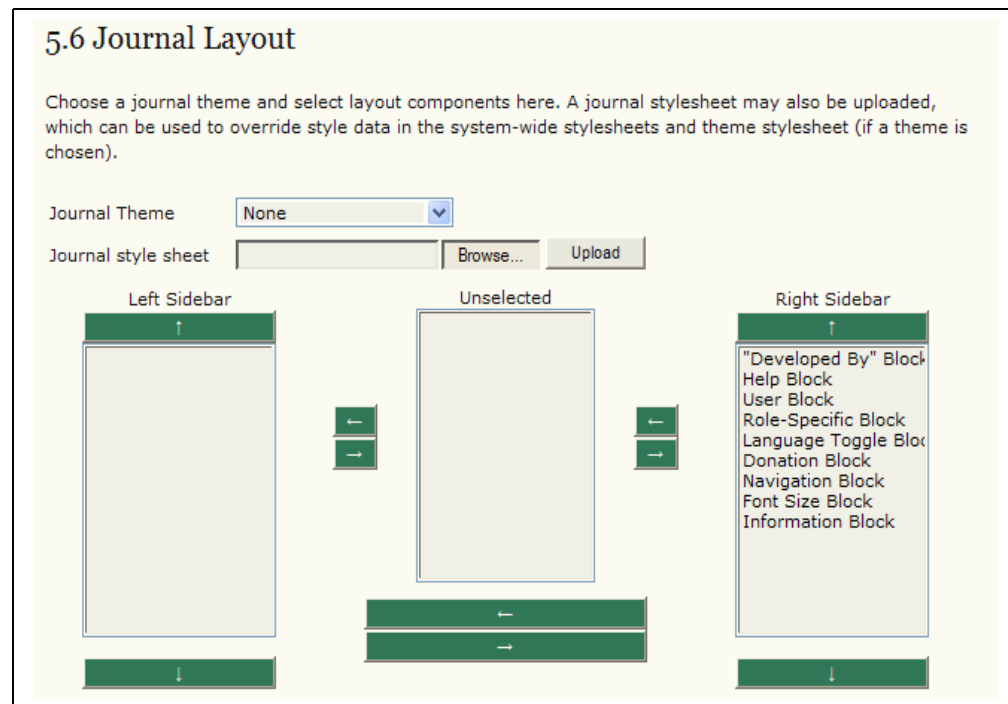 5.6 Journal Layout
Choose a journal theme and select layout components here. A journal stylesheet may also be uploaded,
which can be used to override style data in the system-wide stylesheets and theme stylesheet (if a theme is
chosen).
Journal Theme None
Journal style sheet Browse... Upload
Left Sidebar Unselected Right Sidebar
↑ ↑
"Developed By" Block
Help Block
User Block
← ← Role-Specific Block
→ → Language Toggle Bloc
Donation Block
Navigation Block
Font Size Block
Information Block
←
→
↓ ↓